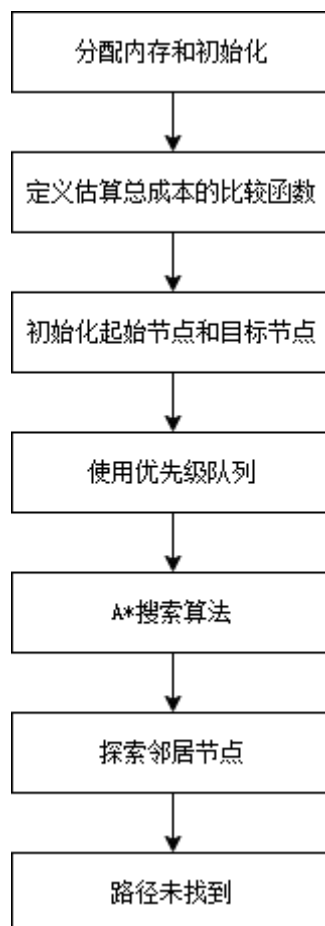 分配内存和初始化
定义估算总成本的比较函数
初始化起始节点和目标节点
使用优先级队列
A*搜索算法
探索邻居节点
路径未找到